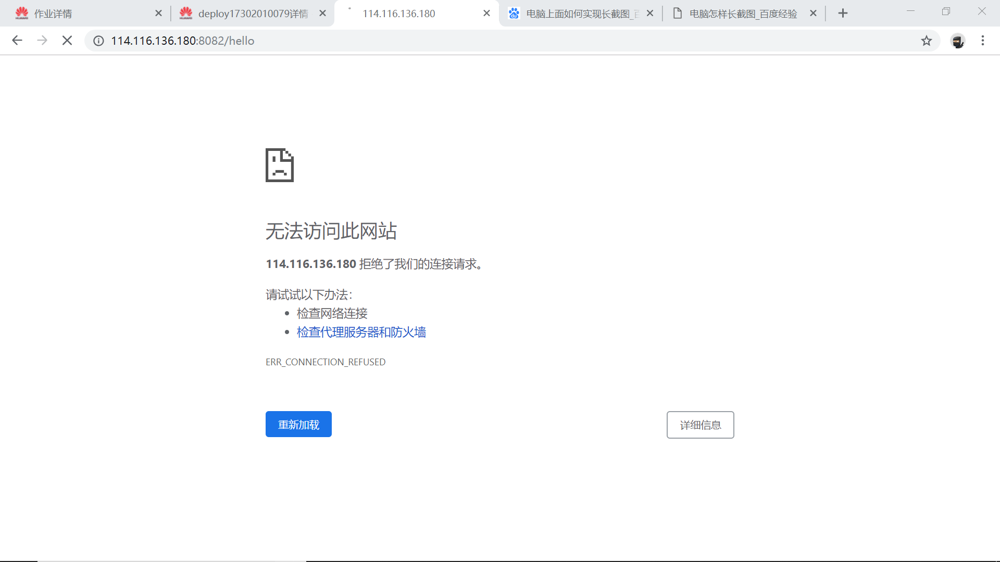 作业详情
deploy17302010079详情
114.116.136.180
电脑上面如何实现长截图_百
电脑怎样长截图_百度经验
114.116.136.180:8082/hello
无法访问此网站
114.116.136.180 拒绝了我们的连接请求。
请试试以下办法:
检查网络连接
检查代理服务器和防火墙
ERR_CONNECTION_REFUSED
重新加载
详细信息